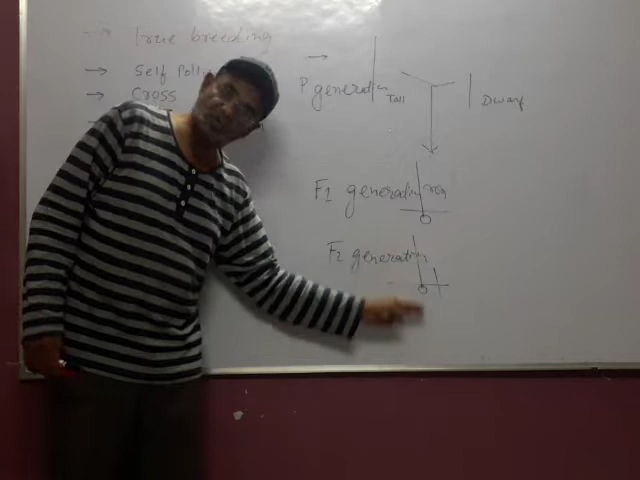 → True breeding
→ Self Poll
→ Cross
→ P generation
Tall
Dwarf
F1 generation
F2 generation